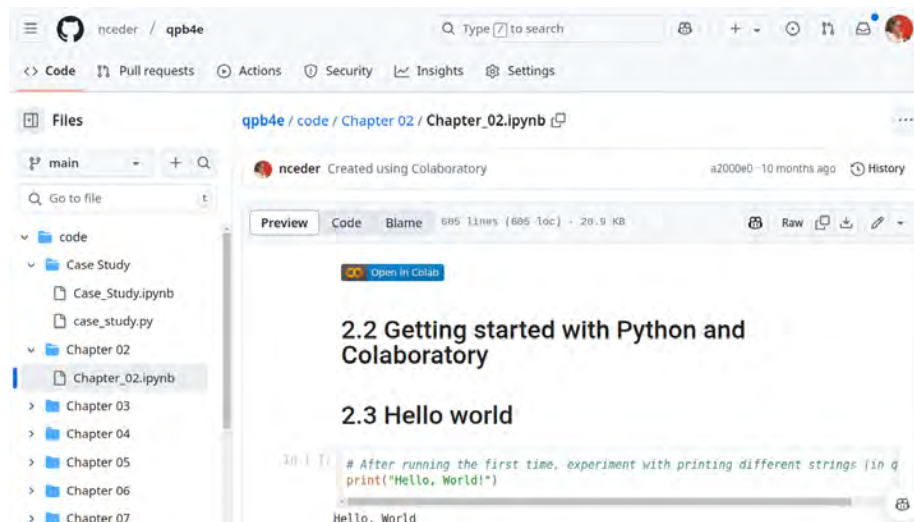 nceder / qpb4e
Type / to search
<> Code Pull requests Actions Security Insights Settings
Files
qpb4e / code / Chapter 02 / Chapter_02.ipynb
main
nceder Created using Colaboratory
a2000e0 · 10 months ago History
Go to file t
Preview Code Blame 605 lines (605 loc) · 20.9 KB
Raw
code
Case Study
Open in Colab
Case_Study.ipynb
case_study.py
2.2 Getting started with Python and
Colaboratory
Chapter 02
Chapter_02.ipynb
Chapter 03
2.3 Hello world
Chapter 04
Chapter 05
In [ ]: # After running the first time, experiment with printing different strings (in q
print("Hello, World!")
Chapter 06
Chapter 07
Hello, World